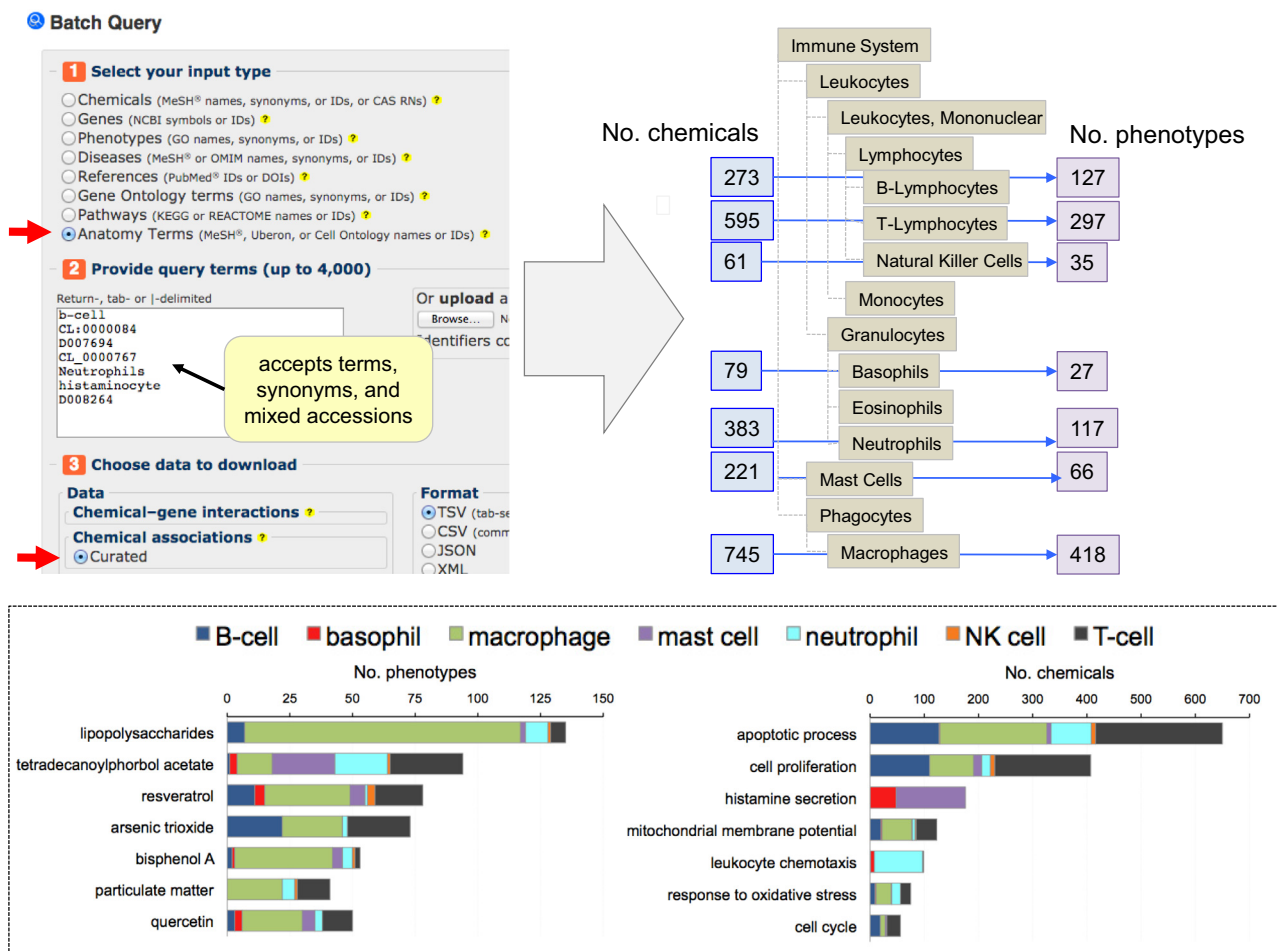 Batch Query
1 Select your input type
Chemicals (MeSH® names, synonyms, or IDs, or CAS RNs) ?
Genes (NCBI symbols or IDs) ?
Phenotypes (GO names, synonyms, or IDs) ?
Diseases (MeSH® or OMIM names, synonyms, or IDs) ?
References (PubMed® IDs or DOIs) ?
Gene Ontology terms (GO names, synonyms, or IDs) ?
Pathways (KEGG or REACTOME names or IDs) ?
Anatomy Terms (MeSH®, Uberon, or Cell Ontology names or IDs) ?
2 Provide query terms (up to 4,000)
Return-, tab- or |-delimited
b-cell
CL:0000084
D007694
CL_0000767
Neutrophils
histaminocyte
D008264
Or upload a
Browse...
Identifiers
accepts terms,
synonyms, and
mixed accessions
3 Choose data to download
Data
Chemical–gene interactions ?
Chemical associations ?
Curated
Format
TSV (tab-se
CSV (comm
JSON
XML
No. chemicals
273
595
61
79
383
221
745
Immune System
Leukocytes
Leukocytes, Mononuclear
Lymphocytes
B-Lymphocytes
T-Lymphocytes
Natural Killer Cells
Monocytes
Granulocytes
Basophils
Eosinophils
Neutrophils
Mast Cells
Phagocytes
Macrophages
No. phenotypes
127
297
35
27
117
66
418
B-cell basophil macrophage mast cell neutrophil NK cell T-cell
No. phenotypes
0 25 50 75 100 125 150
lipopolysaccharides
tetradecanoylphorbol acetate
resveratrol
arsenic trioxide
bisphenol A
particulate matter
quercetin
No. chemicals
0 100 200 300 400 500 600 700
apoptotic process
cell proliferation
histamine secretion
mitochondrial membrane potential
leukocyte chemotaxis
response to oxidative stress
cell cycle